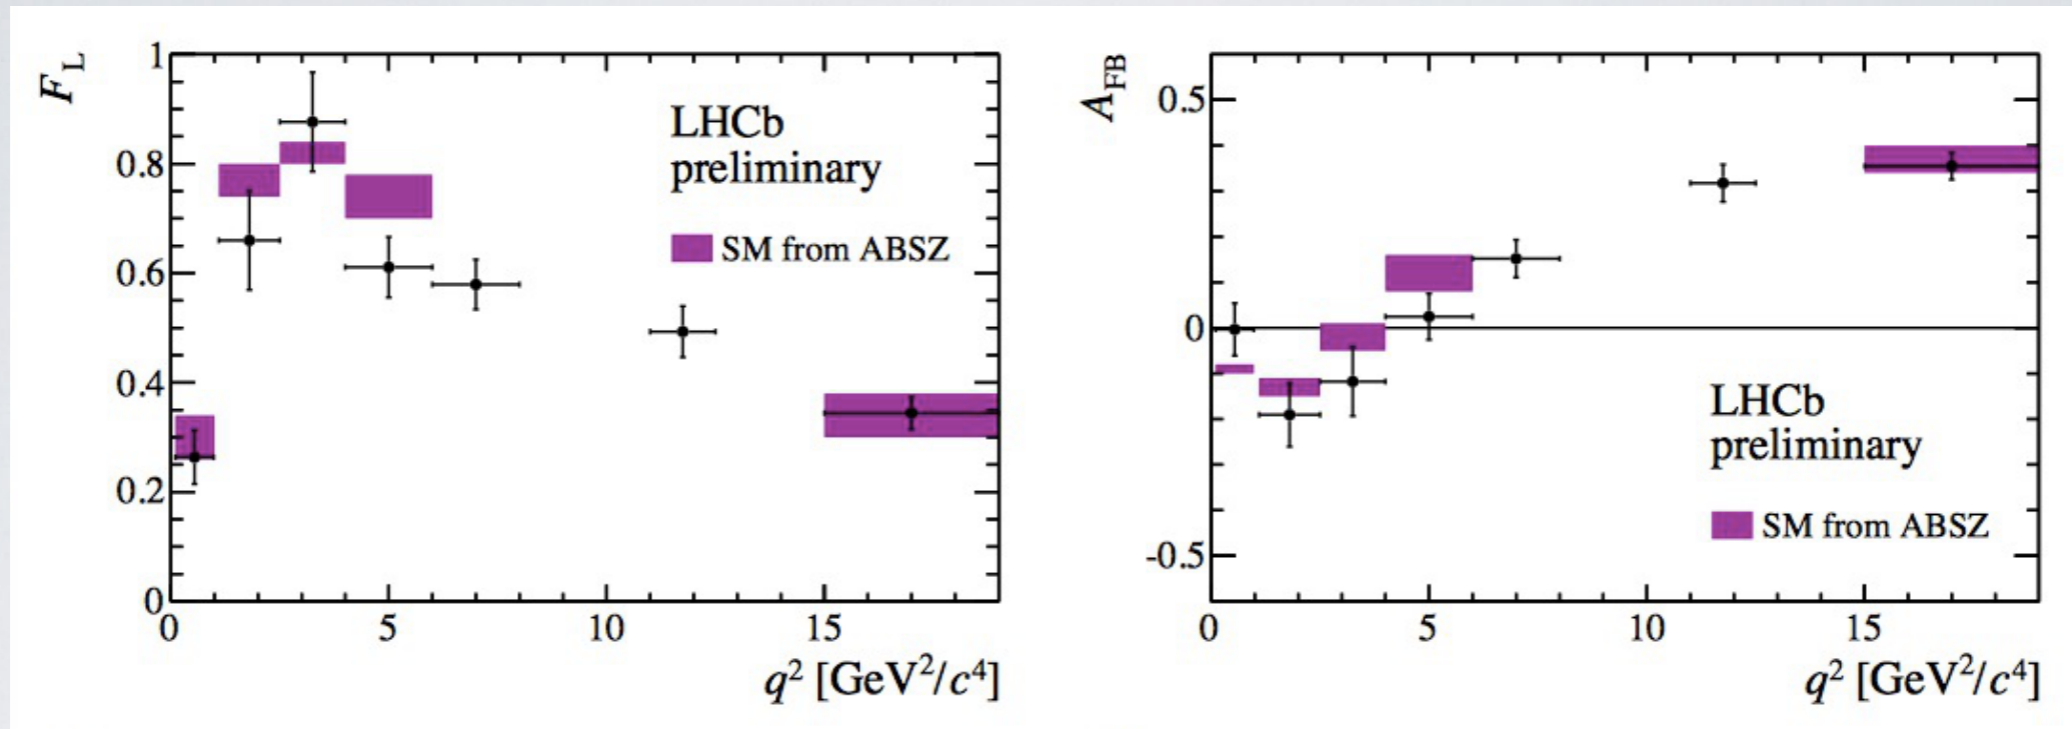 F_L
1
0.8
0.6
0.4
0.2
0
0 5 10 15
q² [GeV²/c⁴]
LHCb
preliminary
SM from ABSZ
A_FB
0.5
0
-0.5
0 5 10 15
q² [GeV²/c⁴]
LHCb
preliminary
SM from ABSZ